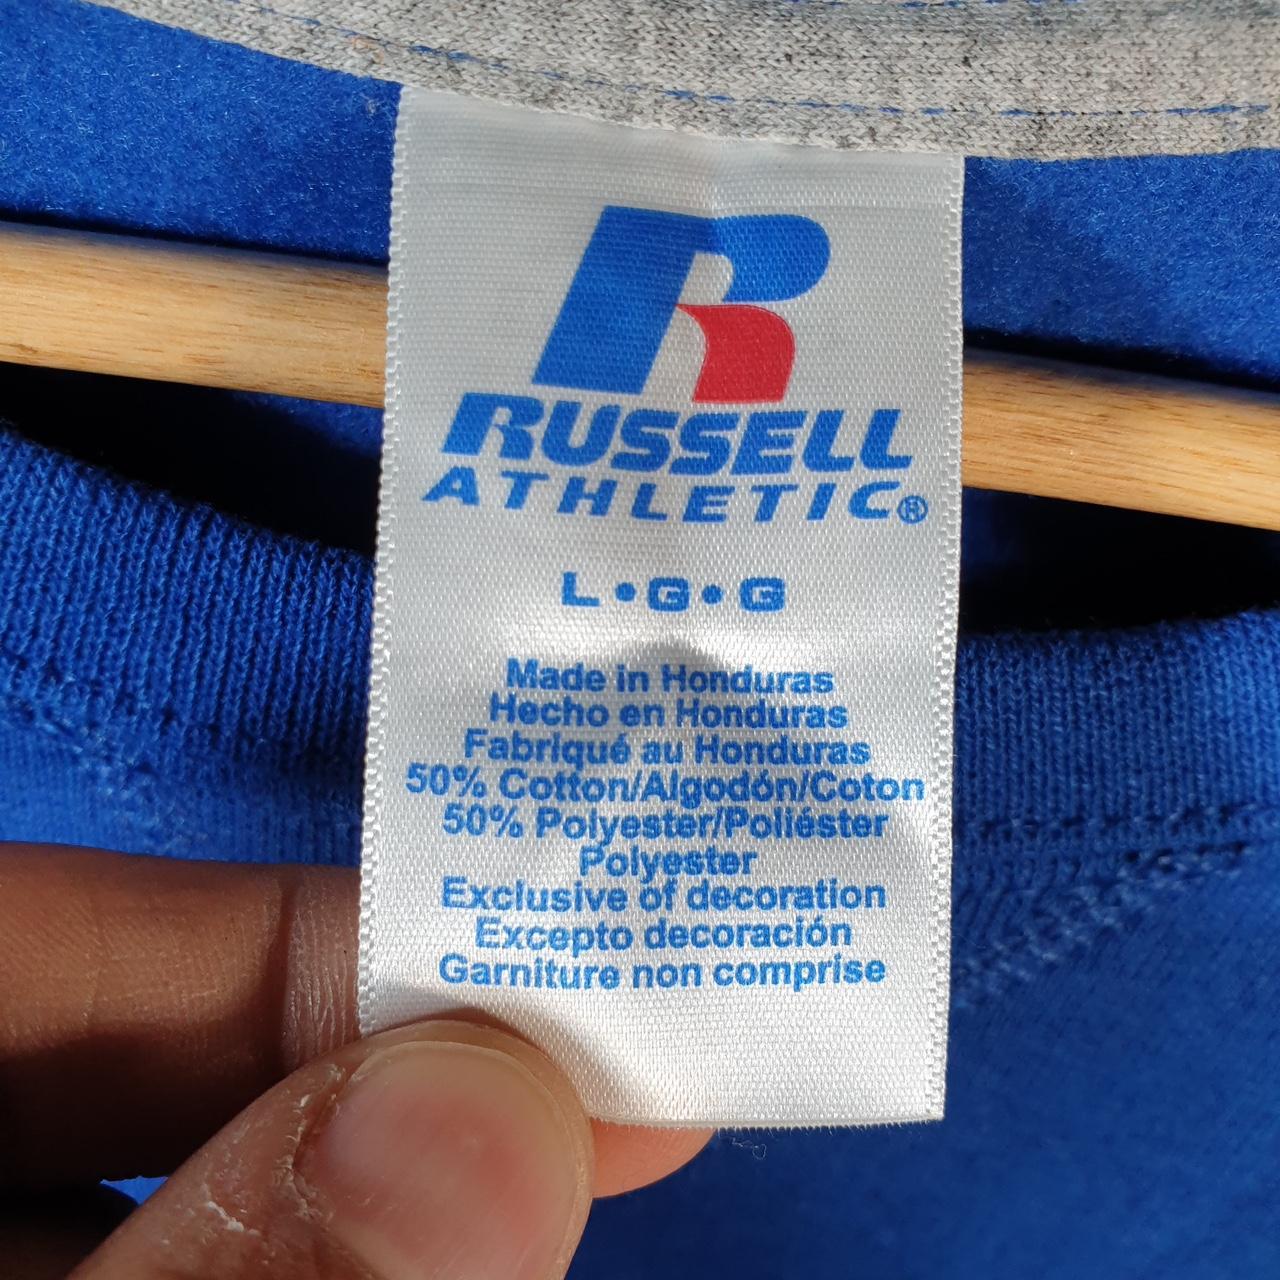 R
RUSSELL
ATHLETIC®
L•G•G
Made in Honduras
Hecho en Honduras
Fabriqué au Honduras
50% Cotton/Algodón/Coton
50% Polyester/Poliéster
Polyester
Exclusive of decoration
Excepto decoración
Garniture non comprise